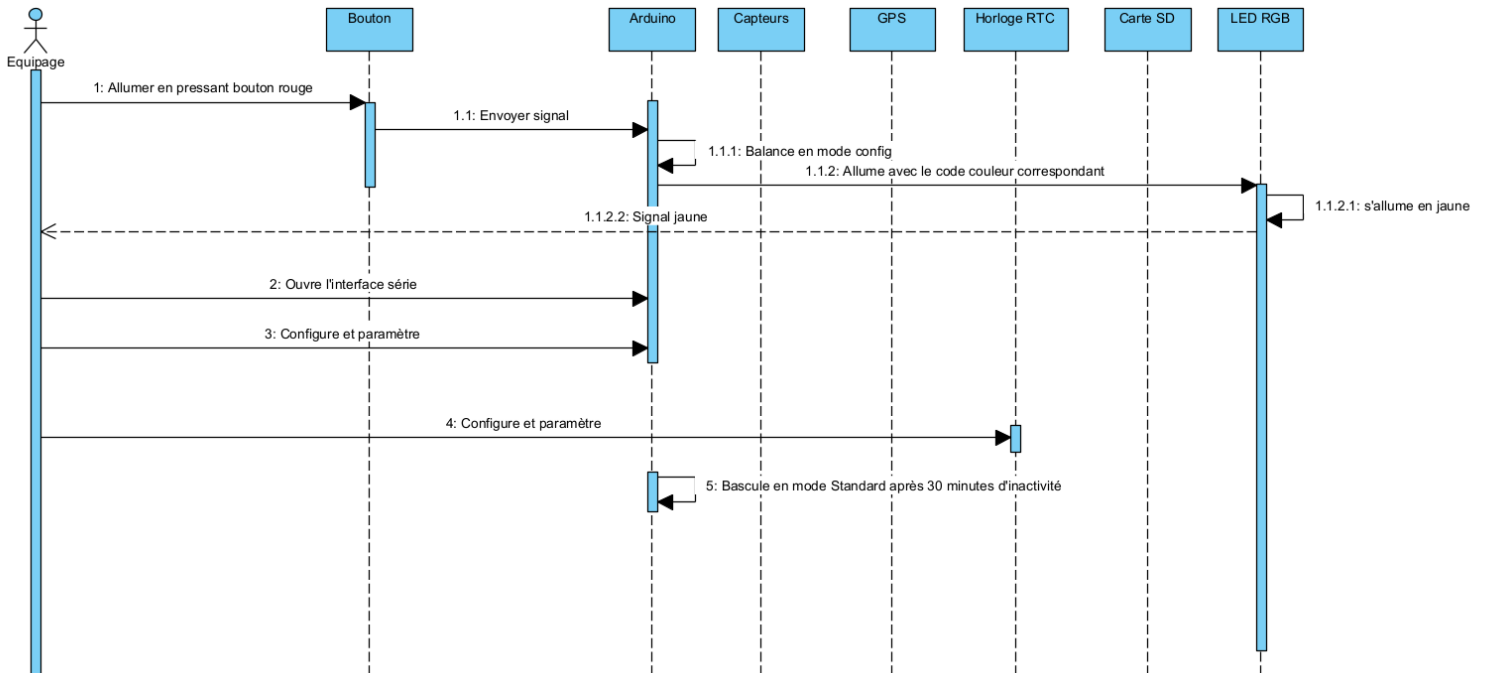 Bouton
Arduino
Capteurs
GPS
Horloge RTC
Carte SD
LED RGB
Equipage
1: Allumer en pressant bouton rouge
1.1: Envoyer signal
1.1.1: Balance en mode config
1.1.2: Allume avec le code couleur correspondant
1.1.2.1: s'allume en jaune
1.1.2.2: Signal jaune
2: Ouvre l'interface série
3: Configure et paramètre
4: Configure et paramètre
5: Bascule en mode Standard après 30 minutes d'inactivité